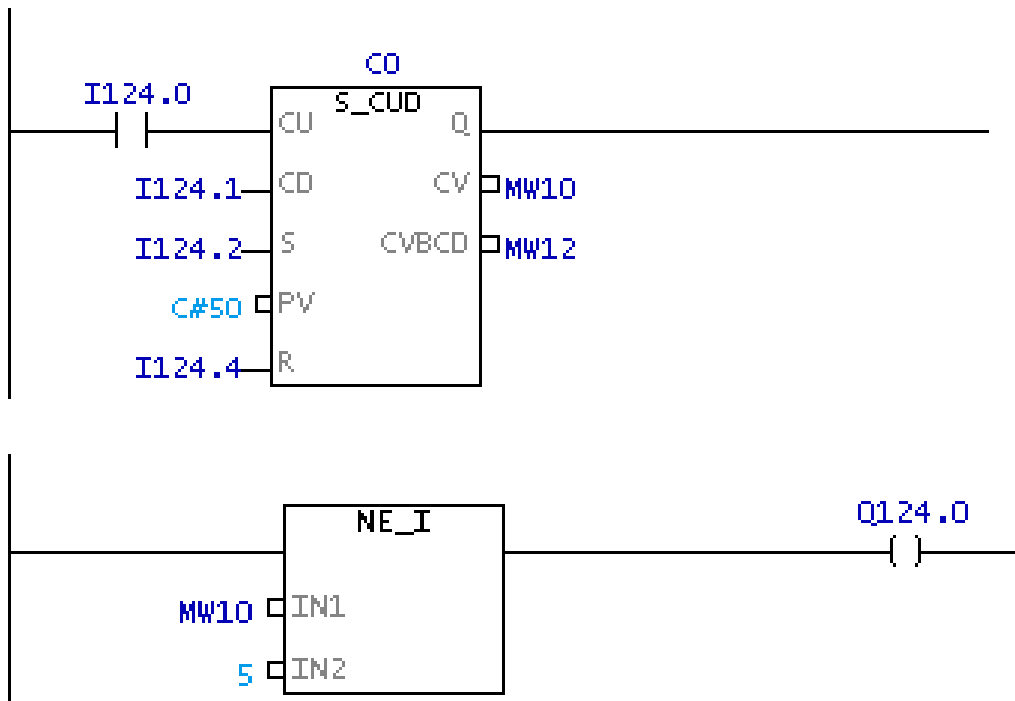 C0
I124.0
S_CUD
CU Q
I124.1 CD CV MW10
I124.2 S CVBCD MW12
C#50 PV
I124.4 R
NE_I
Q124.0
MW10 IN1
5 IN2